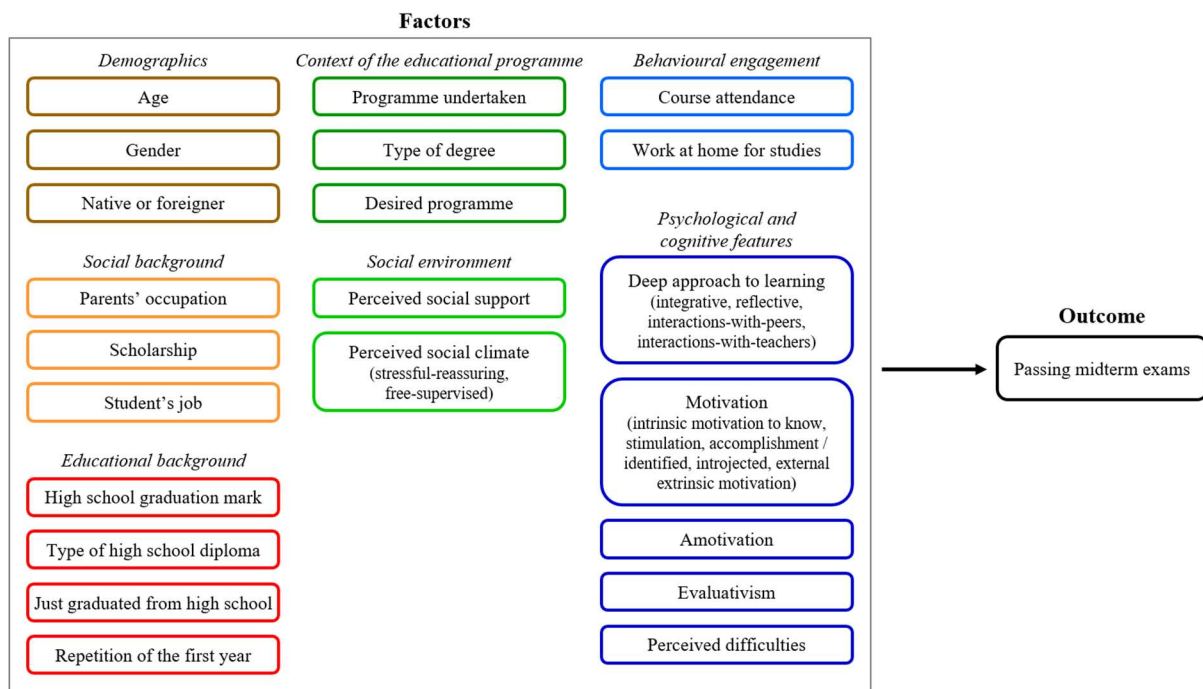 Factors
Demographics
Age
Gender
Native or foreigner
Social background
Parents' occupation
Scholarship
Student's job
Educational background
High school graduation mark
Type of high school diploma
Just graduated from high school
Repetition of the first year
Context of the educational programme
Programme undertaken
Type of degree
Desired programme
Social environment
Perceived social support
Perceived social climate
(stressful-reassuring,
free-supervised)
Behavioural engagement
Course attendance
Work at home for studies
Psychological and
cognitive features
Deep approach to learning
(integrative, reflective,
interactions-with-peers,
interactions-with-teachers)
Motivation
(intrinsic motivation to know,
stimulation, accomplishment /
identified, introjected, external
extrinsic motivation)
Amotivation
Evaluativism
Perceived difficulties
Outcome
Passing midterm exams